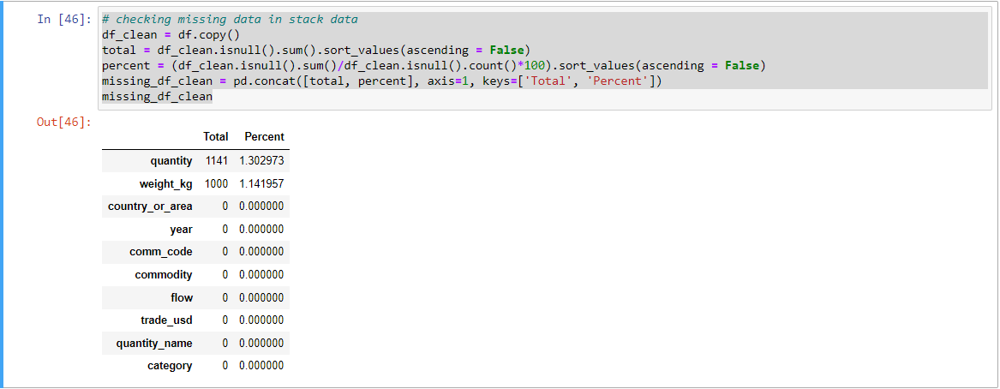 In [46]: # checking missing data in stack data
df_clean = df.copy()
total = df_clean.isnull().sum().sort_values(ascending = False)
percent = (df_clean.isnull().sum()/df_clean.isnull().count()*100).sort_values(ascending = False)
missing_df_clean = pd.concat([total, percent], axis=1, keys=['Total', 'Percent'])
missing_df_clean
Out[46]:
Total Percent
quantity 1141 1.302973
weight_kg 1000 1.141957
country_or_area 0 0.000000
year 0 0.000000
comm_code 0 0.000000
commodity 0 0.000000
flow 0 0.000000
trade_usd 0 0.000000
quantity_name 0 0.000000
category 0 0.000000